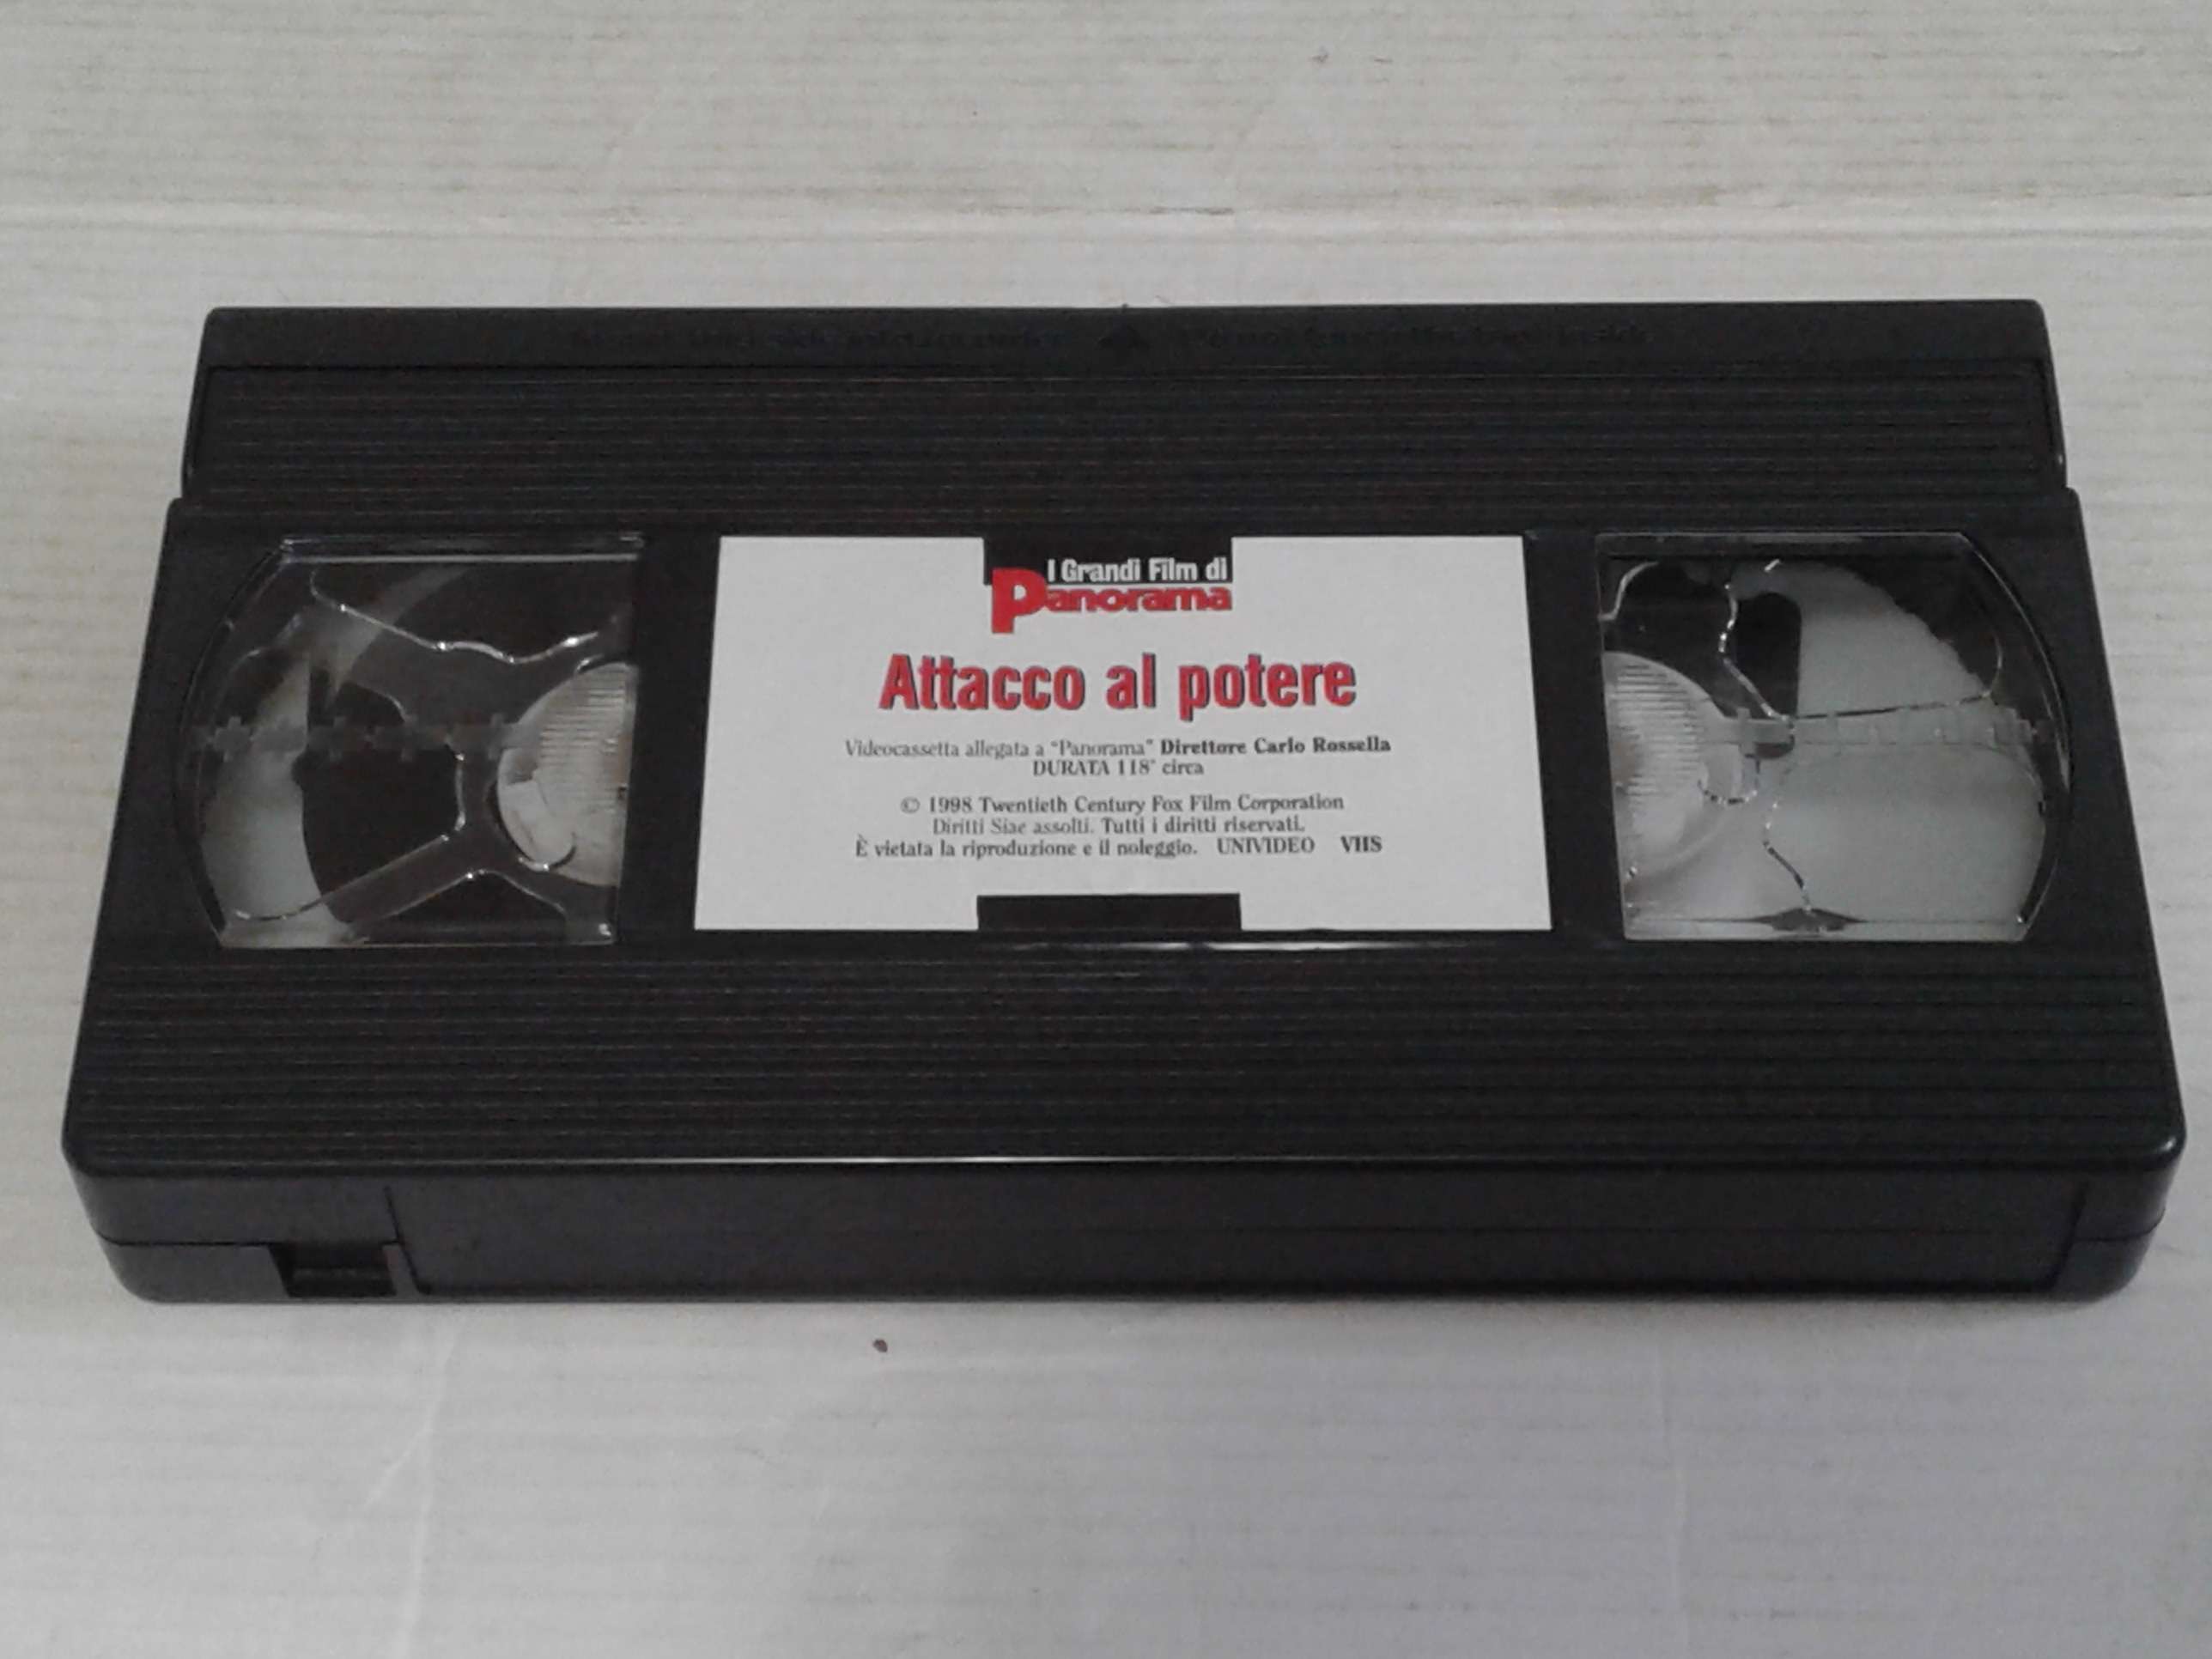 I Grandi Film di
Panorama
Attacco al potere
Videocassetta allegata a "Panorama" Direttore Carlo Rossella
DURATA 118' circa
© 1998 Twentieth Century Fox Film Corporation
Diritti Siae assolti. Tutti i diritti riservati.
È vietata la riproduzione e il noleggio. UNIVIDEO VHS